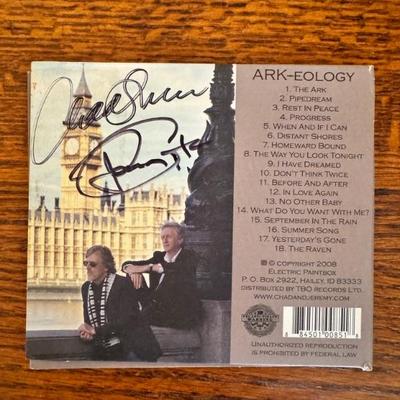 ARK-EOLOGY
1. THE ARK
2. PIPEDREAM
3. REST IN PEACE
4. PROGRESS
5. WHEN AND IF I CAN
6. DISTANT SHORES
7. HOMEWARD BOUND
8. THE WAY YOU LOOK TONIGHT
9. I HAVE DREAMED
10. DON'T THINK TWICE
11. BEFORE AND AFTER
12. IN LOVE AGAIN
13. NO OTHER BABY
14. WHAT DO YOU WANT WITH ME?
15. SEPTEMBER IN THE RAIN
16. SUMMER SONG
17. YESTERDAY'S GONE
18. THE RAVEN
℗ © COPYRIGHT 2008
ELECTRIC PAINTBOX
P. O. BOX 2922, HAILEY, ID 83333
DISTRIBUTED BY TBO RECORDS LTD.
WWW.CHADANDJEREMY.COM
8 84501 00851 8
UNAUTHORIZED REPRODUCTION
IS PROHIBITED BY FEDERAL LAW